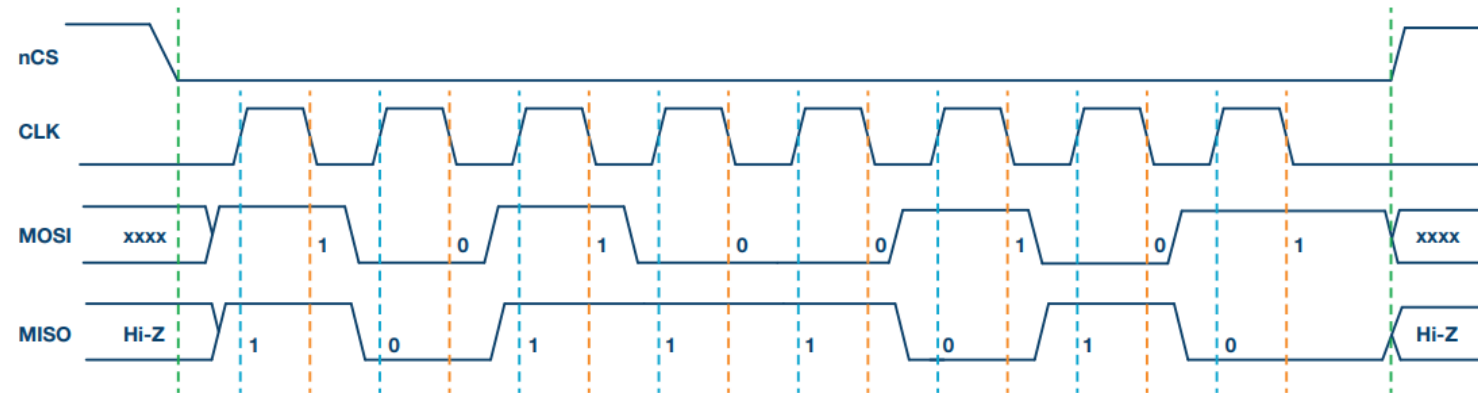 nCS
CLK
MOSI xxxx 1 0 1 0 0 1 0 1 xxxx
MISO Hi-Z 1 0 1 1 1 0 1 0 Hi-Z